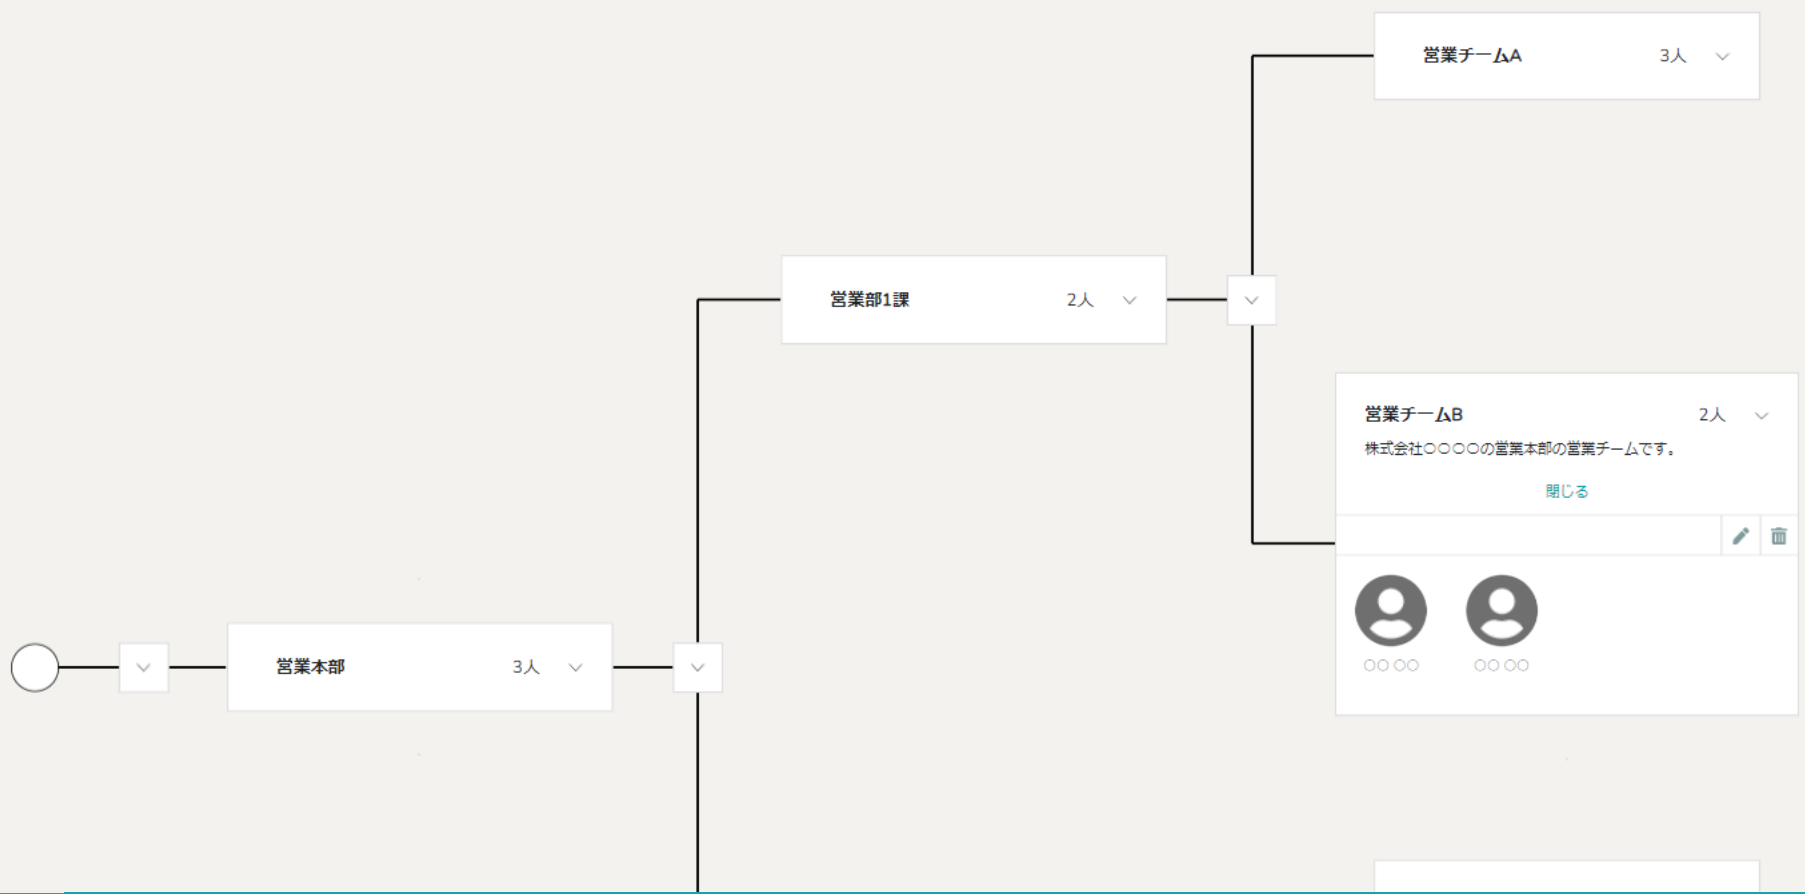 営業チームA 3人
営業部1課 2人
営業チームB 2人
株式会社○○○○の営業本部の営業チームです。
閉じる
○○ ○○ ○○ ○○
営業本部 3人